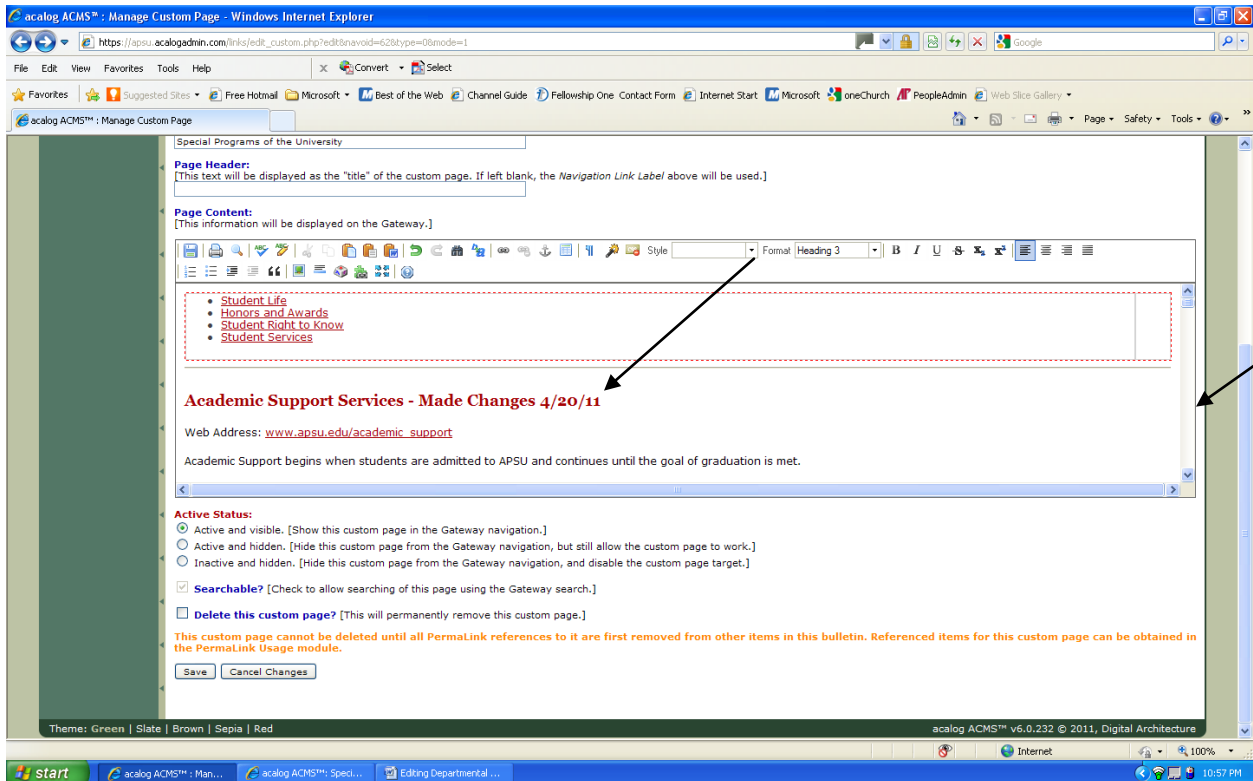 acalog ACMS™ : Manage Custom Page - Windows Internet Explorer
https://apsu.acalogadmin.com/links/edit_custom.php?edit&navoid=62&type=0&mode=1
Google
File Edit View Favorites Tools Help
Convert Select
Favorites Suggested Sites Free Hotmail Microsoft Best of the Web Channel Guide Fellowship One Contact Form Internet Start Microsoft oneChurch PeopleAdmin Web Slice Gallery
acalog ACMS™ : Manage Custom Page
Page Safety Tools
Special Programs of the University
Page Header:
[This text will be displayed as the "title" of the custom page. If left blank, the Navigation Link Label above will be used.]
Page Content:
[This information will be displayed on the Gateway.]
Style Format Heading 3 B I U
Student Life
Honors and Awards
Student Right to Know
Student Services
Academic Support Services - Made Changes 4/20/11
Web Address: www.apsu.edu/academic_support
Academic Support begins when students are admitted to APSU and continues until the goal of graduation is met.
Active Status:
Active and visible. [Show this custom page in the Gateway navigation.]
Active and hidden. [Hide this custom page from the Gateway navigation, but still allow the custom page to work.]
Inactive and hidden. [Hide this custom page from the Gateway navigation, and disable the custom page target.]
Searchable? [Check to allow searching of this page using the Gateway search.]
Delete this custom page? [This will permanently remove this custom page.]
This custom page cannot be deleted until all PermaLink references to it are first removed from other items in this bulletin. Referenced items for this custom page can be obtained in
the PermaLink Usage module.
Save Cancel Changes
Theme: Green | Slate | Brown | Sepia | Red
acalog ACMS™ v6.0.232 © 2011, Digital Architecture
Internet 100%
start acalog ACMS™ : Man... acalog ACMS™: Speci... Editing Departmental ... 10:57 PM